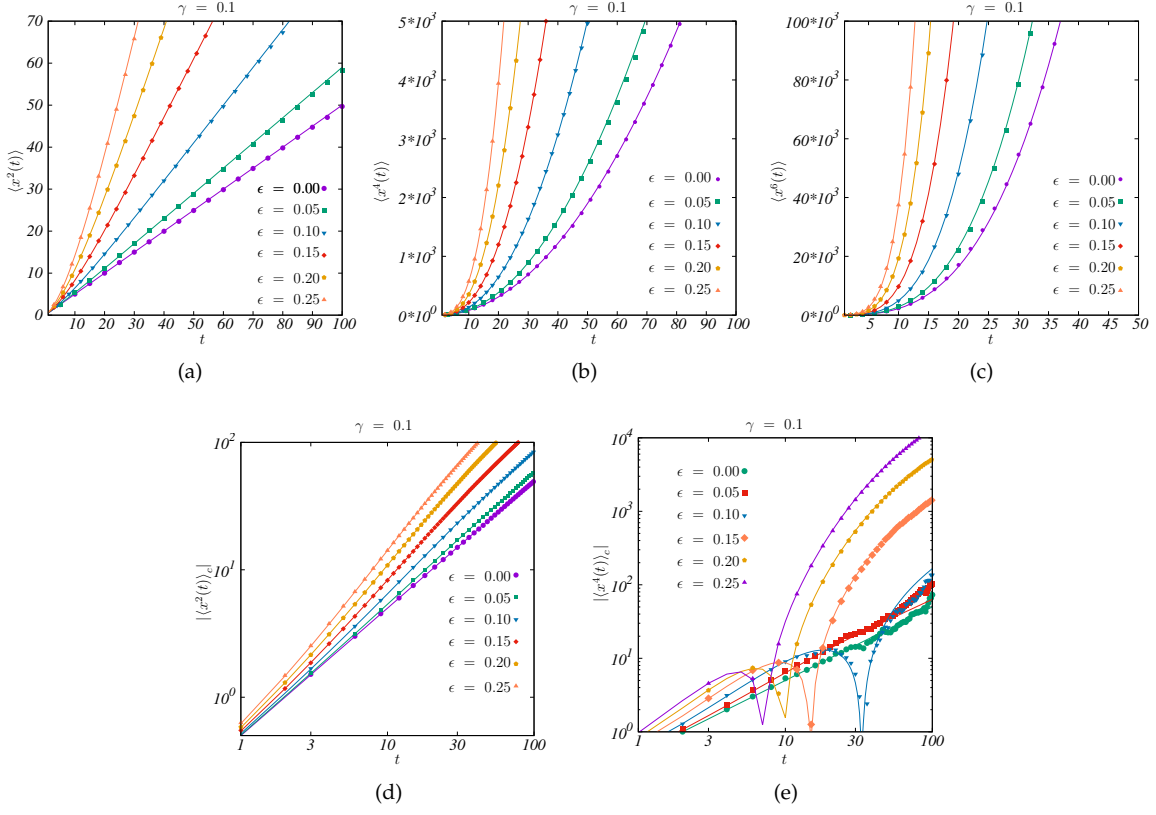 γ = 0.1
⟨x²(t)⟩
70
60
50
40
30
20
10
0
10 20 30 40 50 60 70 80 90 100
t
ϵ = 0.00
ϵ = 0.05
ϵ = 0.10
ϵ = 0.15
ϵ = 0.20
ϵ = 0.25
(a)
γ = 0.1
⟨x⁴(t)⟩
5*10³
4*10³
3*10³
2*10³
1*10³
0*10⁰
10 20 30 40 50 60 70 80 90 100
t
ϵ = 0.00
ϵ = 0.05
ϵ = 0.10
ϵ = 0.15
ϵ = 0.20
ϵ = 0.25
(b)
γ = 0.1
⟨x⁶(t)⟩
100*10³
80*10³
60*10³
40*10³
20*10³
0*10⁰
5 10 15 20 25 30 35 40 45 50
t
ϵ = 0.00
ϵ = 0.05
ϵ = 0.10
ϵ = 0.15
ϵ = 0.20
ϵ = 0.25
(c)
γ = 0.1
|⟨x²(t)⟩c|
10²
10¹
10⁰
1 3 10 30 100
t
ϵ = 0.00
ϵ = 0.05
ϵ = 0.10
ϵ = 0.15
ϵ = 0.20
ϵ = 0.25
(d)
γ = 0.1
|⟨x⁴(t)⟩c|
10⁴
10³
10²
10¹
10⁰
1 3 10 30 100
t
ϵ = 0.00
ϵ = 0.05
ϵ = 0.10
ϵ = 0.15
ϵ = 0.20
ϵ = 0.25
(e)